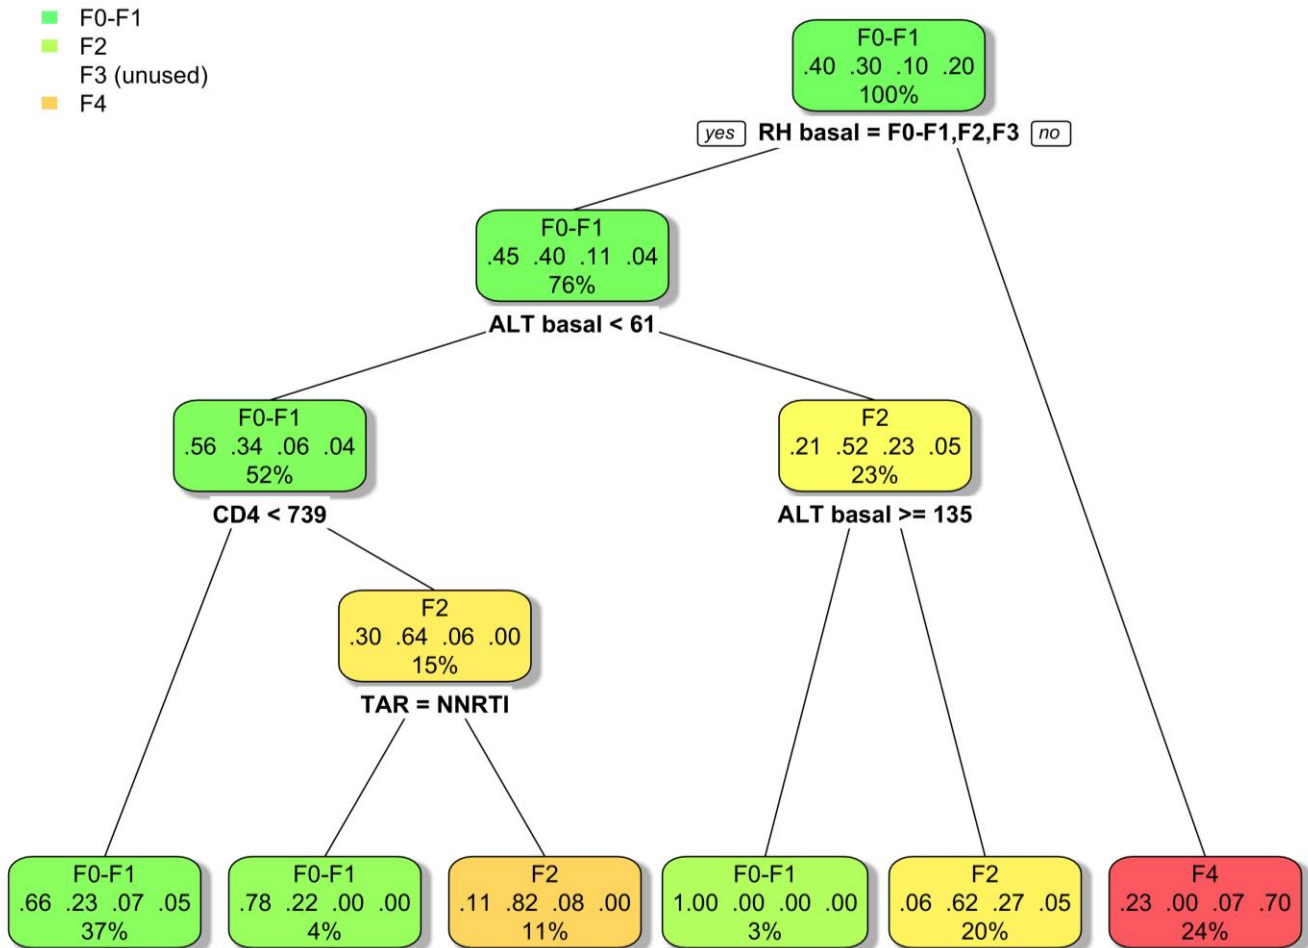 F0-F1
F2
F3 (unused)
F4
F0-F1
.40 .30 .10 .20
100%
yes RH basal = F0-F1,F2,F3 no
F0-F1
.45 .40 .11 .04
76%
ALT basal < 61
F0-F1
.56 .34 .06 .04
52%
CD4 < 739
F2
.21 .52 .23 .05
23%
ALT basal >= 135
F2
.30 .64 .06 .00
15%
TAR = NNRTI
F0-F1
.66 .23 .07 .05
37%
F0-F1
.78 .22 .00 .00
4%
F2
.11 .82 .08 .00
11%
F0-F1
1.00 .00 .00 .00
3%
F2
.06 .62 .27 .05
20%
F4
.23 .00 .07 .70
24%